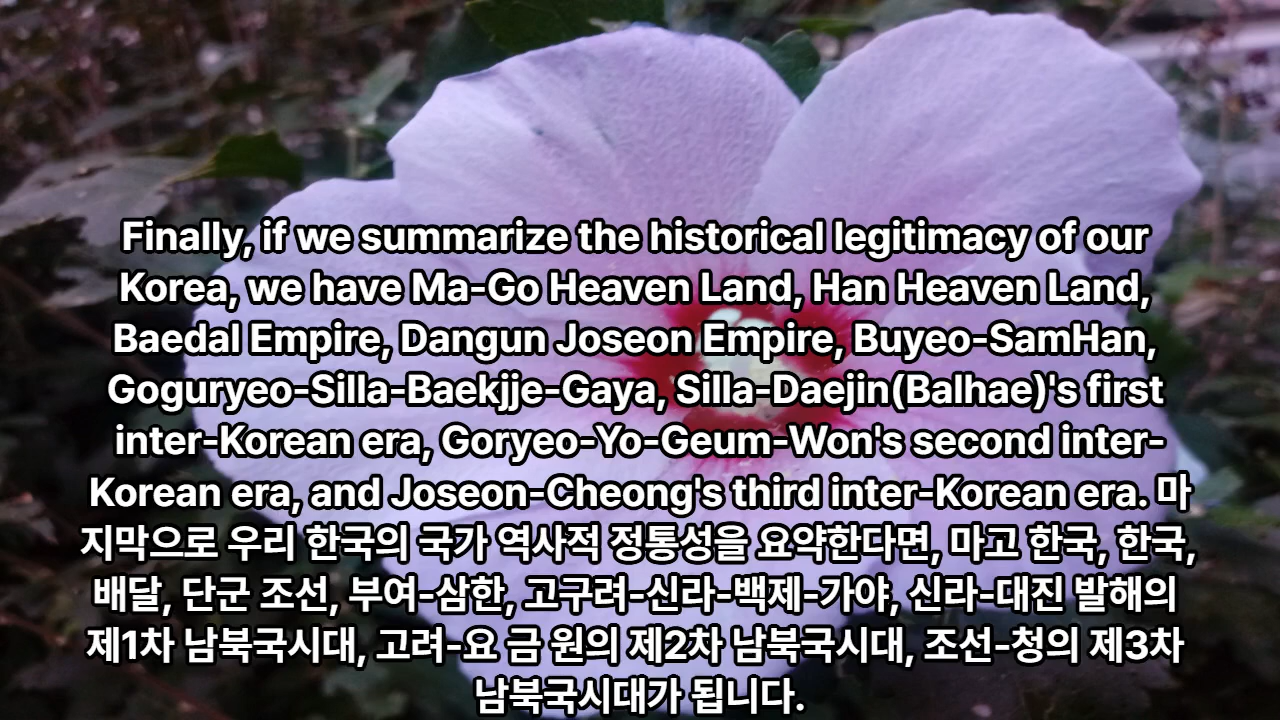 Finally, if we summarize the historical legitimacy of our
Korea, we have Ma-Go Heaven Land, Han Heaven Land,
Baedal Empire, Dangun Joseon Empire, Buyeo-SamHan,
Goguryeo-Silla-Baekjje-Gaya, Silla-Daejin(Balhae)'s first
inter-Korean era, Goryeo-Yo-Geum-Won's second inter-
Korean era, and Joseon-Cheong's third inter-Korean era. 마
지막으로 우리 한국의 국가 역사적 정통성을 요약한다면, 마고 한국, 한국,
배달, 단군 조선, 부여-삼한, 고구려-신라-백제-가야, 신라-대진 발해의
제1차 남북국시대, 고려-요 금 원의 제2차 남북국시대, 조선-청의 제3차
남북국시대가 됩니다.